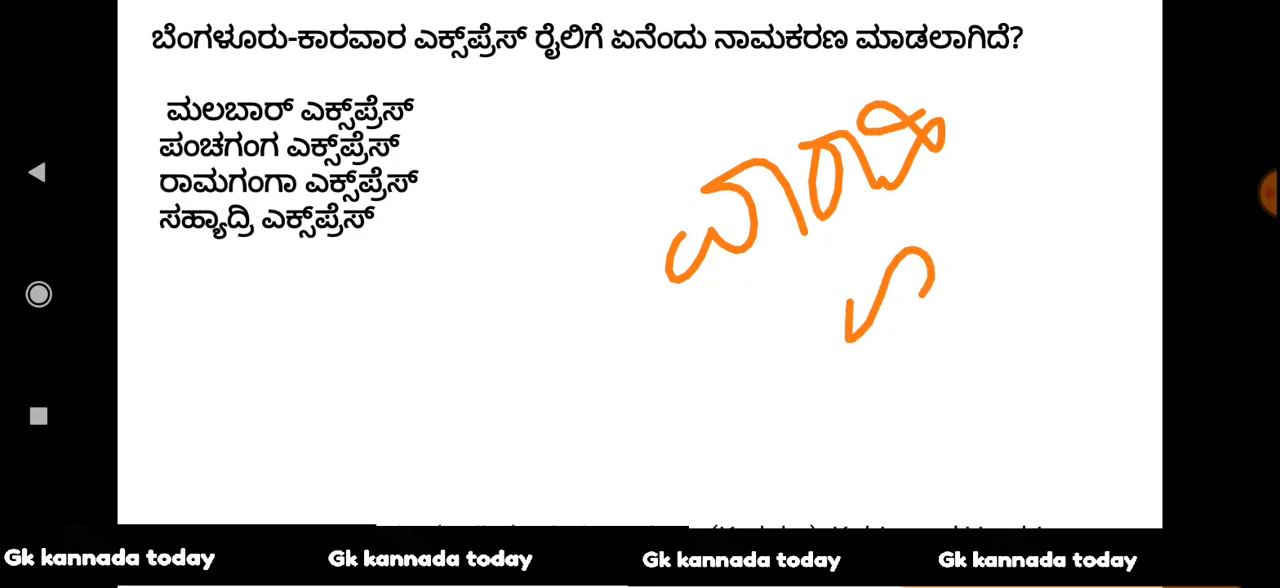 ಬೆಂಗಳೂರು-ಕಾರವಾರ ಎಕ್ಸ್‌ಪ್ರೆಸ್ ರೈಲಿಗೆ ಏನೆಂದು ನಾಮಕರಣ ಮಾಡಲಾಗಿದೆ?
ಮಲಬಾರ್ ಎಕ್ಸ್‌ಪ್ರೆಸ್
ಪಂಚಗಂಗ ಎಕ್ಸ್‌ಪ್ರೆಸ್
ರಾಮಗಂಗಾ ಎಕ್ಸ್‌ಪ್ರೆಸ್
ಸಹ್ಯಾದ್ರಿ ಎಕ್ಸ್‌ಪ್ರೆಸ್
Gk kannada today Gk kannada today Gk kannada today Gk kannada today